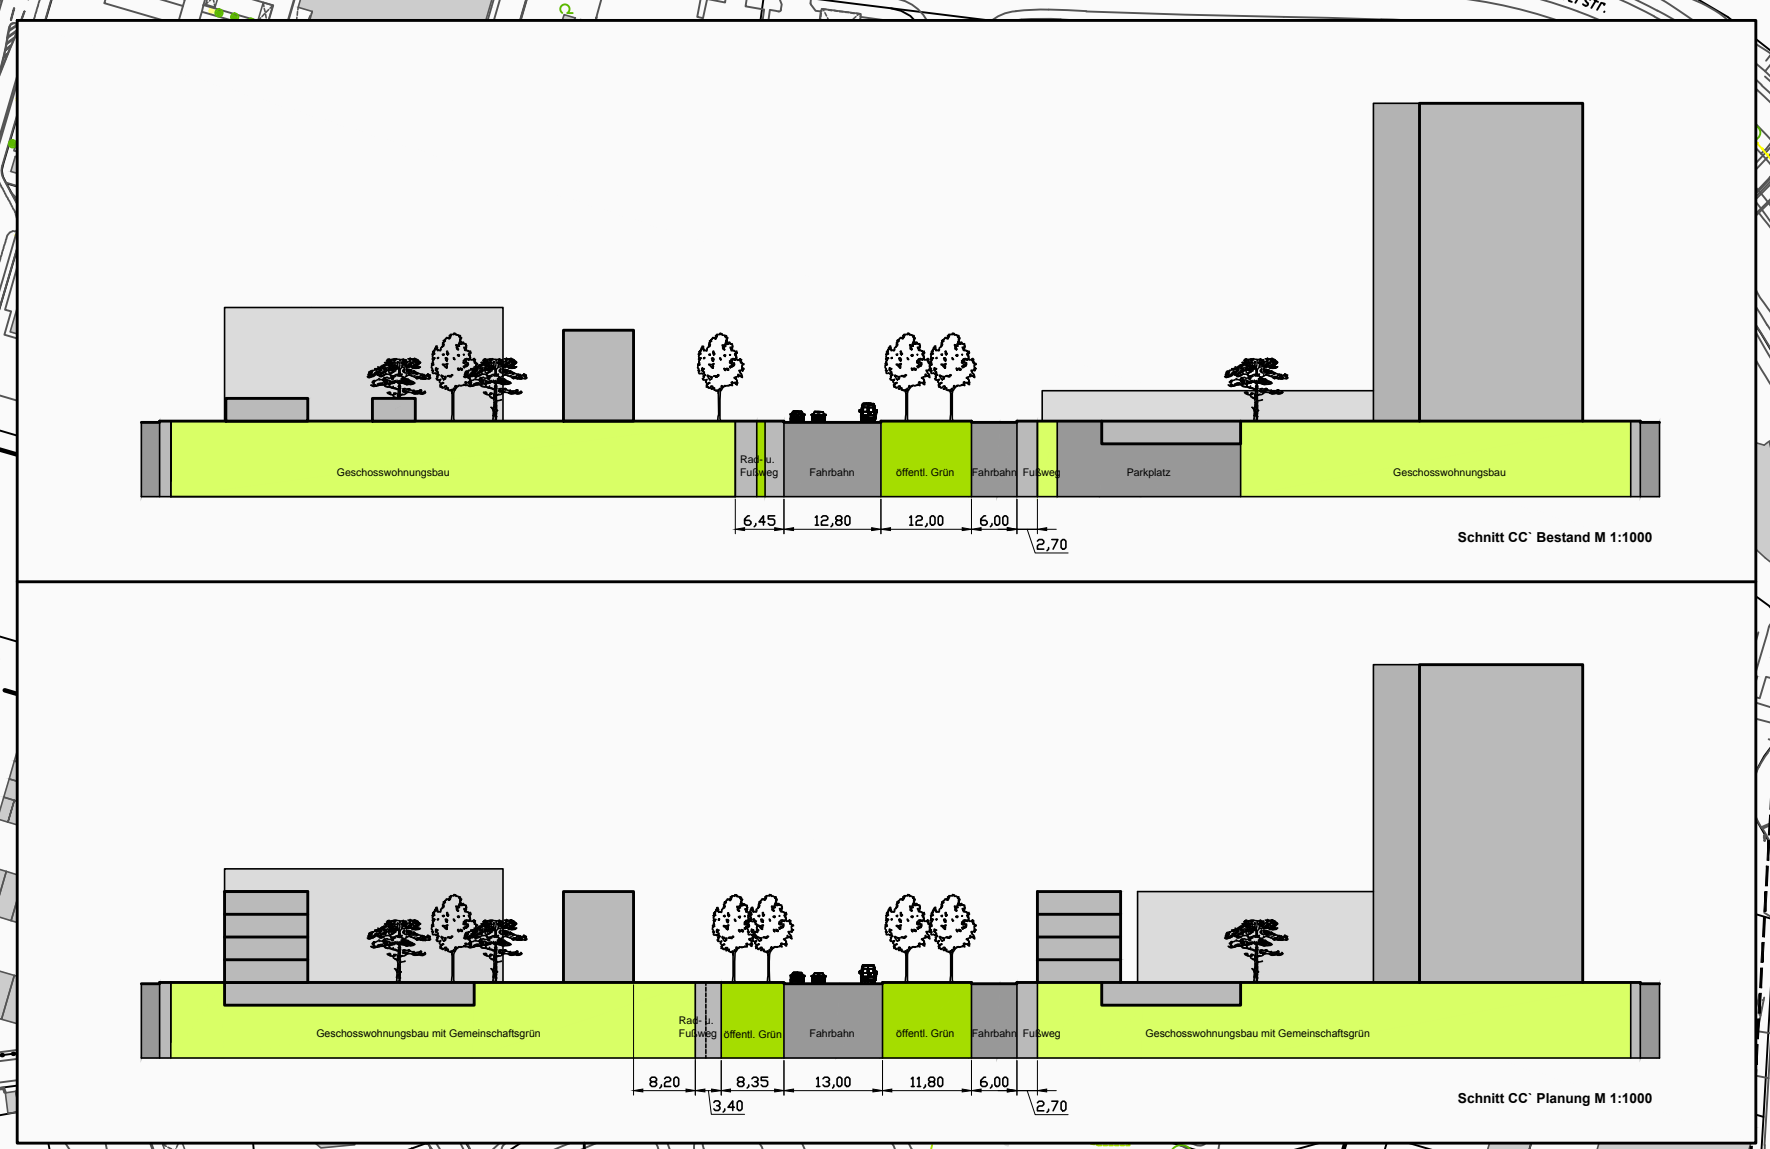 Rad- u.
Fußweg
Geschosswohnungsbau
Fahrbahn
öffentl. Grün
Fahrbahn
Fußweg
Parkplatz
Geschosswohnungsbau
6,45
12,80
12,00
6,00
2,70
Schnitt CC` Bestand M 1:1000
Rad- u.
Fußweg
Geschosswohnungsbau mit Gemeinschaftsgrün
öffentl. Grün
Fahrbahn
öffentl. Grün
Fahrbahn
Fußweg
Geschosswohnungsbau mit Gemeinschaftsgrün
8,20
3,40
8,35
13,00
11,80
6,00
2,70
Schnitt CC` Planung M 1:1000